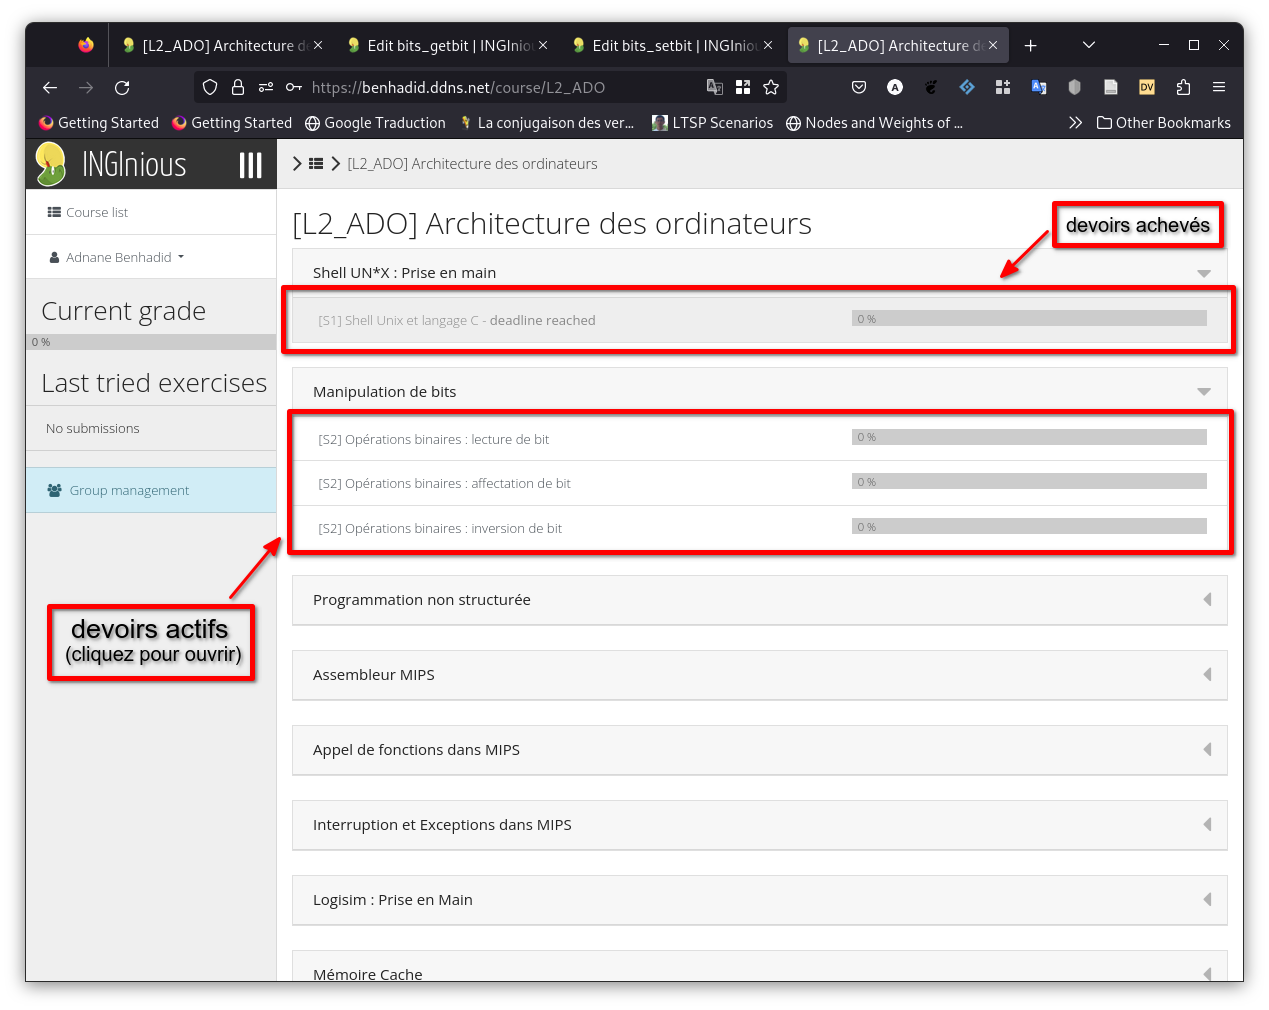 [L2_ADO] Architecture d
Edit bits_getbit | INGInio
Edit bits_setbit | INGInio
[L2_ADO] Architecture d
https://benhadid.ddns.net/course/L2_ADO
Getting Started
Getting Started
Google Traduction
La conjugaison des ver...
LTSP Scenarios
Nodes and Weights of ...
Other Bookmarks
INGInious
[L2_ADO] Architecture des ordinateurs
Course list
Adnane Benhadid
Current grade
0 %
Last tried exercises
No submissions
Group management
[L2_ADO] Architecture des ordinateurs
devoirs achevés
Shell UN*X : Prise en main
[S1] Shell Unix et langage C - deadline reached
0 %
Manipulation de bits
[S2] Opérations binaires : lecture de bit
0 %
[S2] Opérations binaires : affectation de bit
0 %
[S2] Opérations binaires : inversion de bit
0 %
devoirs actifs
(cliquez pour ouvrir)
Programmation non structurée
Assembleur MIPS
Appel de fonctions dans MIPS
Interruption et Exceptions dans MIPS
Logisim : Prise en Main
Mémoire Cache